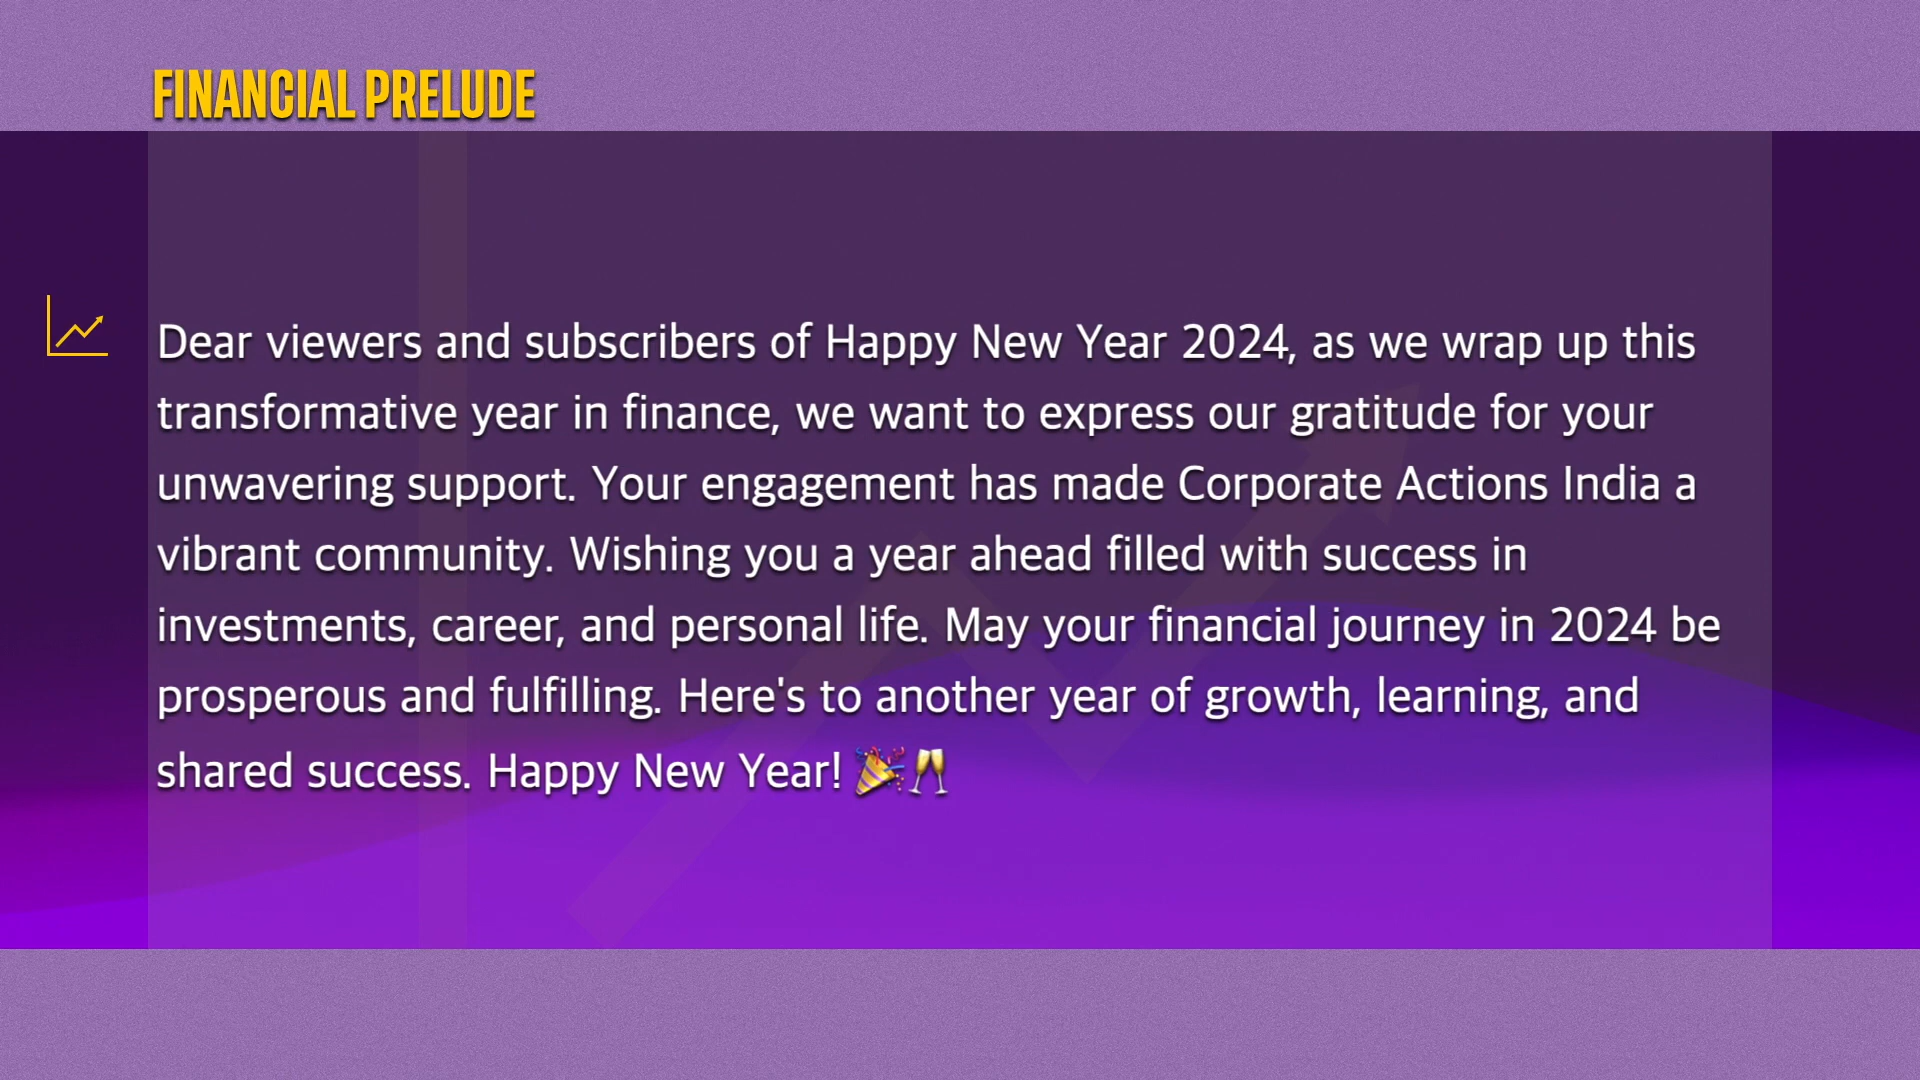 FINANCIAL PRELUDE
Dear viewers and subscribers of Happy New Year 2024, as we wrap up this
transformative year in finance, we want to express our gratitude for your
unwavering support. Your engagement has made Corporate Actions India a
vibrant community. Wishing you a year ahead filled with success in
investments, career, and personal life. May your financial journey in 2024 be
prosperous and fulfilling. Here's to another year of growth, learning, and
shared success. Happy New Year! 🎉🥂